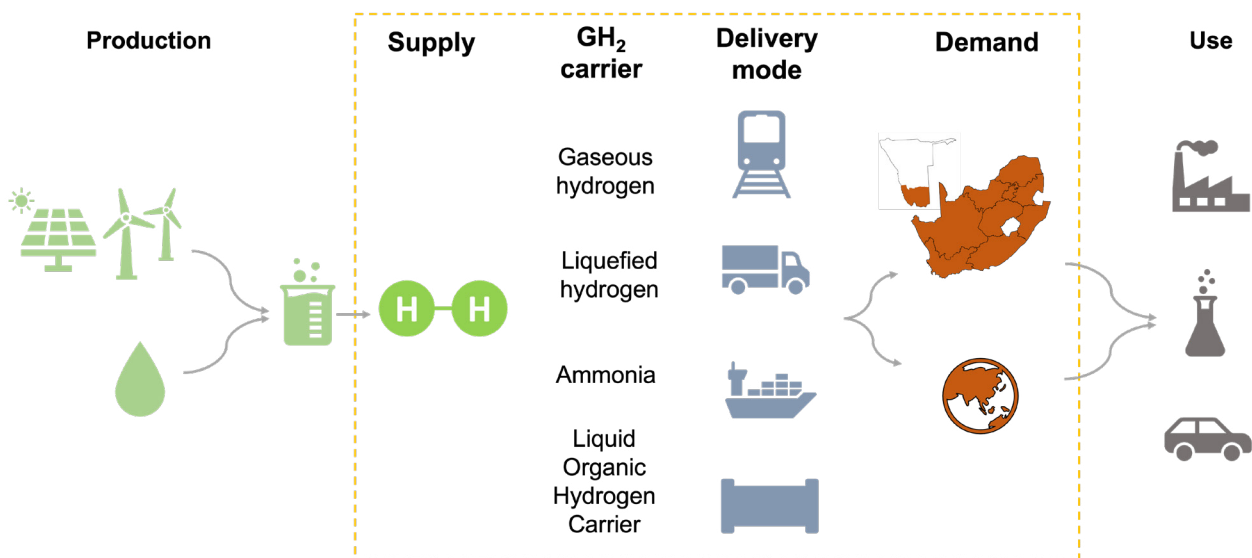 Production
Supply
GH₂
carrier
Delivery
mode
Demand
Use
Gaseous
hydrogen
Liquefied
hydrogen
H H
Ammonia
Liquid
Organic
Hydrogen
Carrier